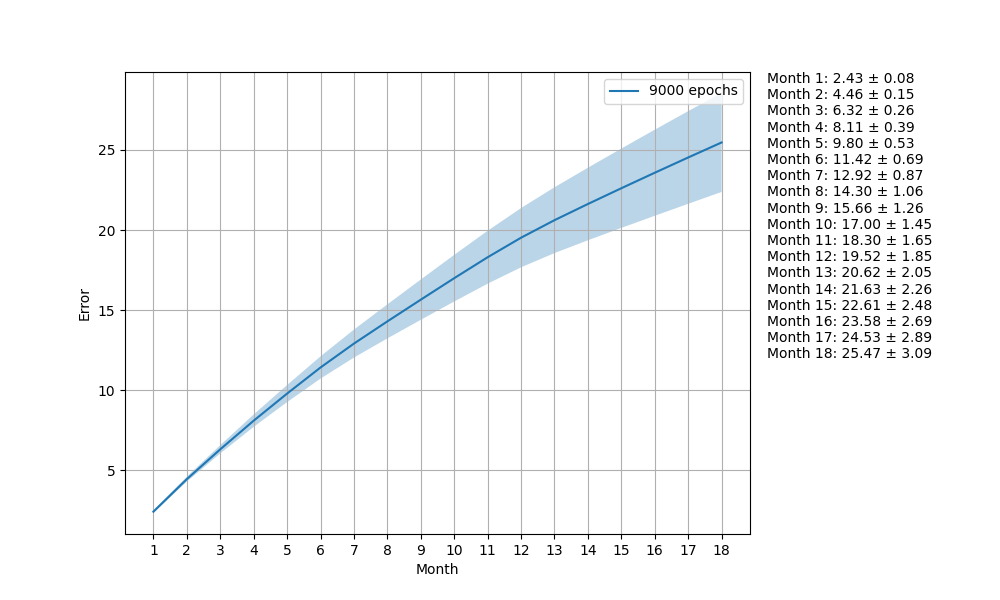 9000 epochs
Month 1: 2.43 ± 0.08
Month 2: 4.46 ± 0.15
Month 3: 6.32 ± 0.26
Month 4: 8.11 ± 0.39
Month 5: 9.80 ± 0.53
Month 6: 11.42 ± 0.69
Month 7: 12.92 ± 0.87
Month 8: 14.30 ± 1.06
Month 9: 15.66 ± 1.26
Month 10: 17.00 ± 1.45
Month 11: 18.30 ± 1.65
Month 12: 19.52 ± 1.85
Month 13: 20.62 ± 2.05
Month 14: 21.63 ± 2.26
Month 15: 22.61 ± 2.48
Month 16: 23.58 ± 2.69
Month 17: 24.53 ± 2.89
Month 18: 25.47 ± 3.09
Error
25
20
15
10
5
1 2 3 4 5 6 7 8 9 10 11 12 13 14 15 16 17 18
Month